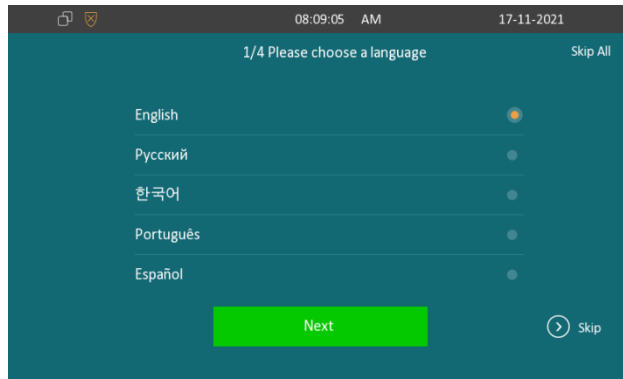 08:09:05 AM 17-11-2021
1/4 Please choose a language Skip All
English
Русский
한국어
Português
Español
Next
Skip